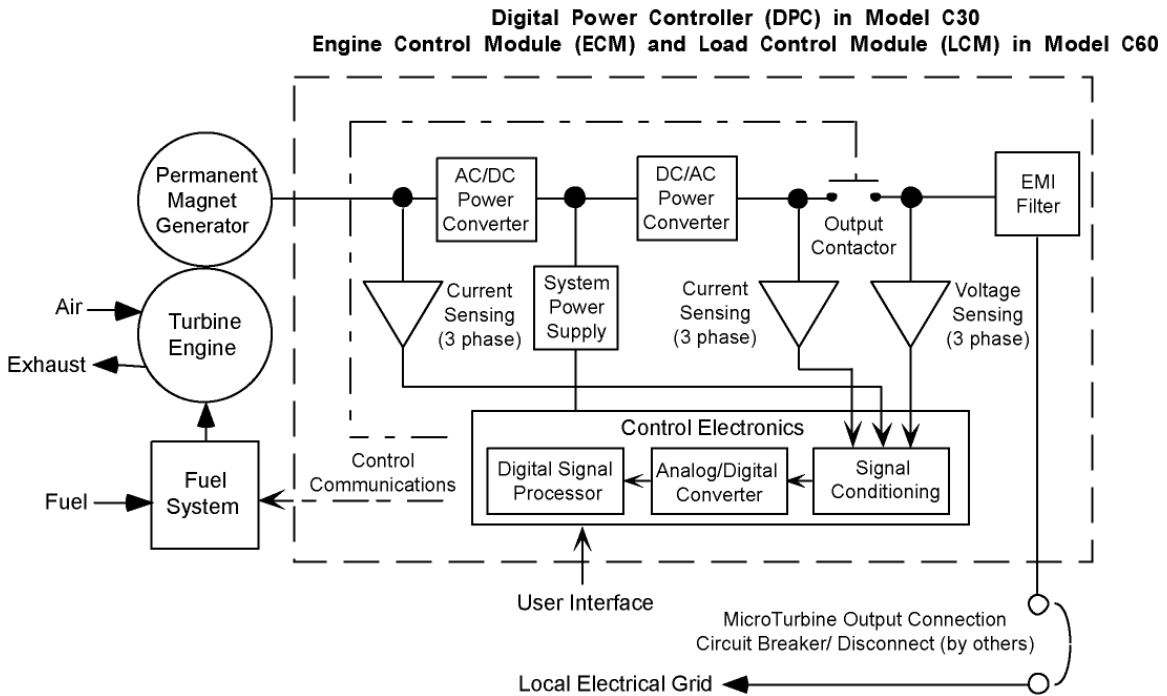 Digital Power Controller (DPC) in Model C30
Engine Control Module (ECM) and Load Control Module (LCM) in Model C60
Permanent
Magnet
Generator
AC/DC
Power
Converter
DC/AC
Power
Converter
Output
Contactor
EMI
Filter
Air
Exhaust
Turbine
Engine
Current
Sensing
(3 phase)
System
Power
Supply
Current
Sensing
(3 phase)
Voltage
Sensing
(3 phase)
Control Electronics
Digital Signal
Processor
Analog/Digital
Converter
Signal
Conditioning
Control
Communications
Fuel
Fuel
System
User Interface
MicroTurbine Output Connection
Circuit Breaker/ Disconnect (by others)
Local Electrical Grid